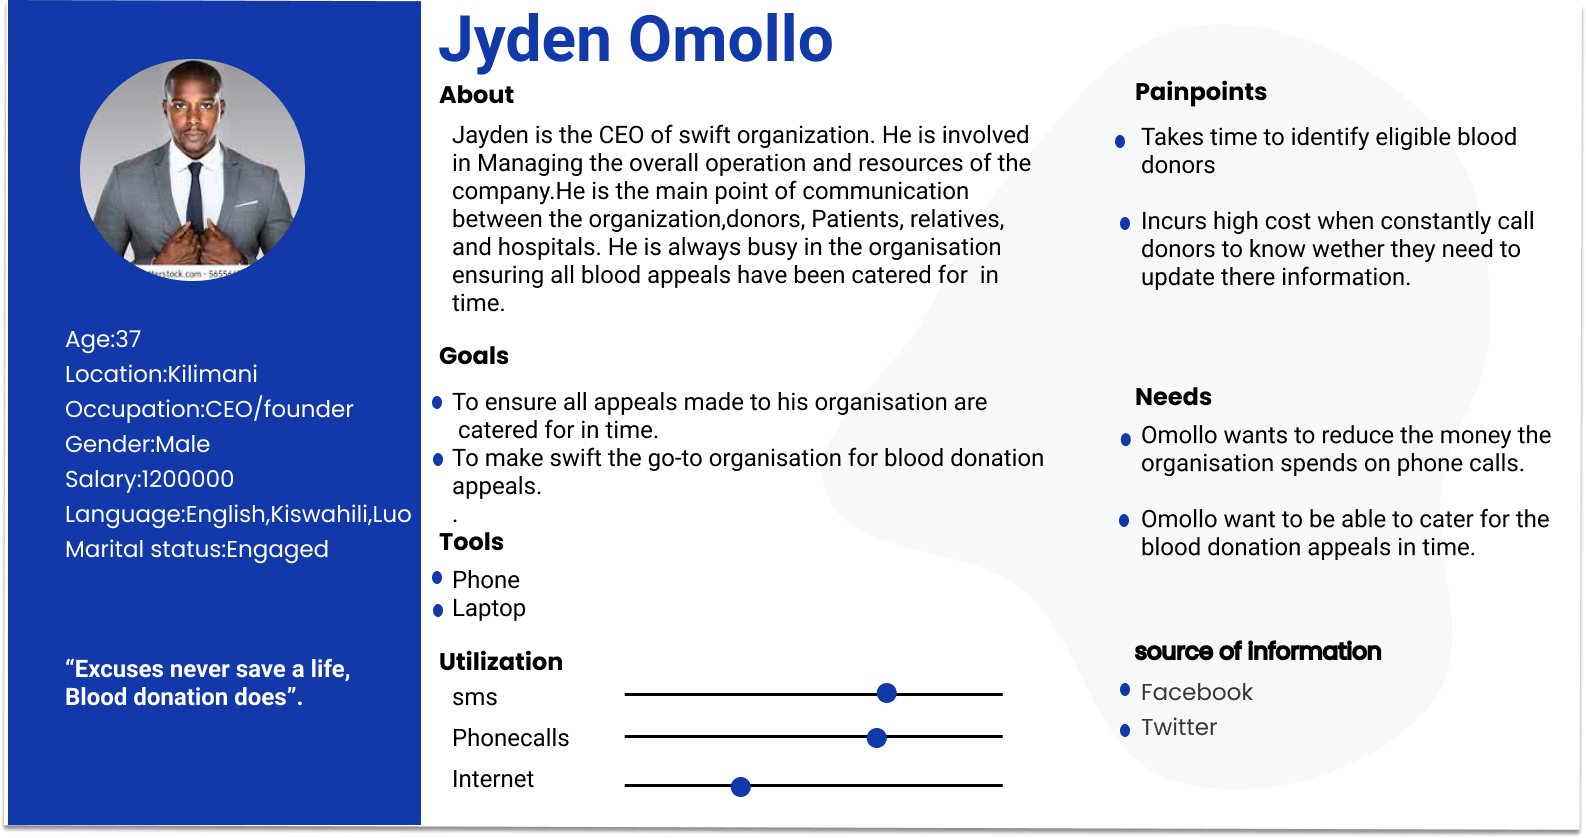 Jyden Omollo
About
Jayden is the CEO of swift organization. He is involved
in Managing the overall operation and resources of the
company.He is the main point of communication
between the organization,donors, Patients, relatives,
and hospitals. He is always busy in the organisation
ensuring all blood appeals have been catered for  in
time.
Goals
To ensure all appeals made to his organisation are
catered for in time.
To make swift the go-to organisation for blood donation
appeals.
.
Tools
Phone
Laptop
Utilization
sms
Phonecalls
Internet
Painpoints
Takes time to identify eligible blood
donors
Incurs high cost when constantly call
donors to know wether they need to
update there information.
Needs
Omollo wants to reduce the money the
organisation spends on phone calls.
Omollo want to be able to cater for the
blood donation appeals in time.
source of information
Facebook
Twitter
Age:37
Location:Kilimani
Occupation:CEO/founder
Gender:Male
Salary:1200000
Language:English,Kiswahili,Luo
Marital status:Engaged
“Excuses never save a life,
Blood donation does”.